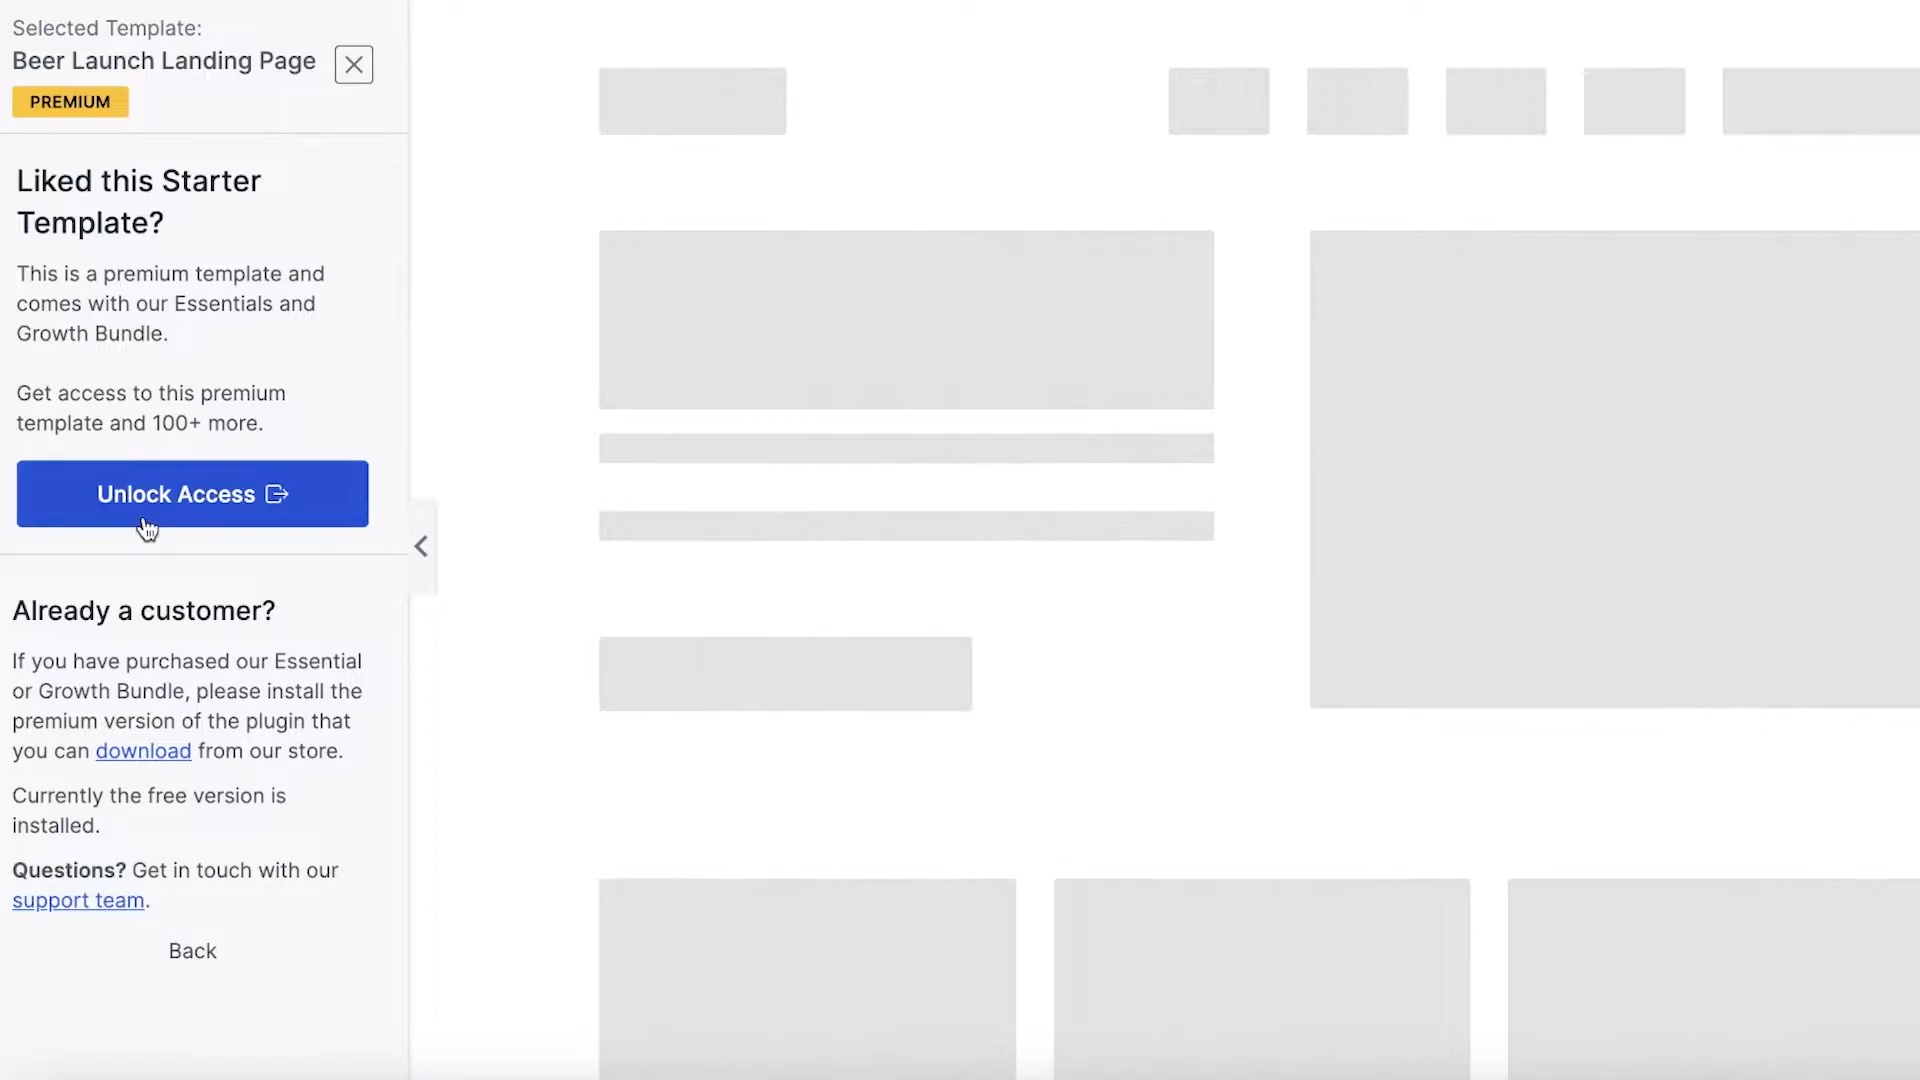 Selected Template:
Beer Launch Landing Page
PREMIUM
Liked this Starter
Template?
This is a premium template and
comes with our Essentials and
Growth Bundle.
Get access to this premium
template and 100+ more.
Unlock Access
Already a customer?
If you have purchased our Essential
or Growth Bundle, please install the
premium version of the plugin that
you can download from our store.
Currently the free version is
installed.
Questions? Get in touch with our
support team.
Back